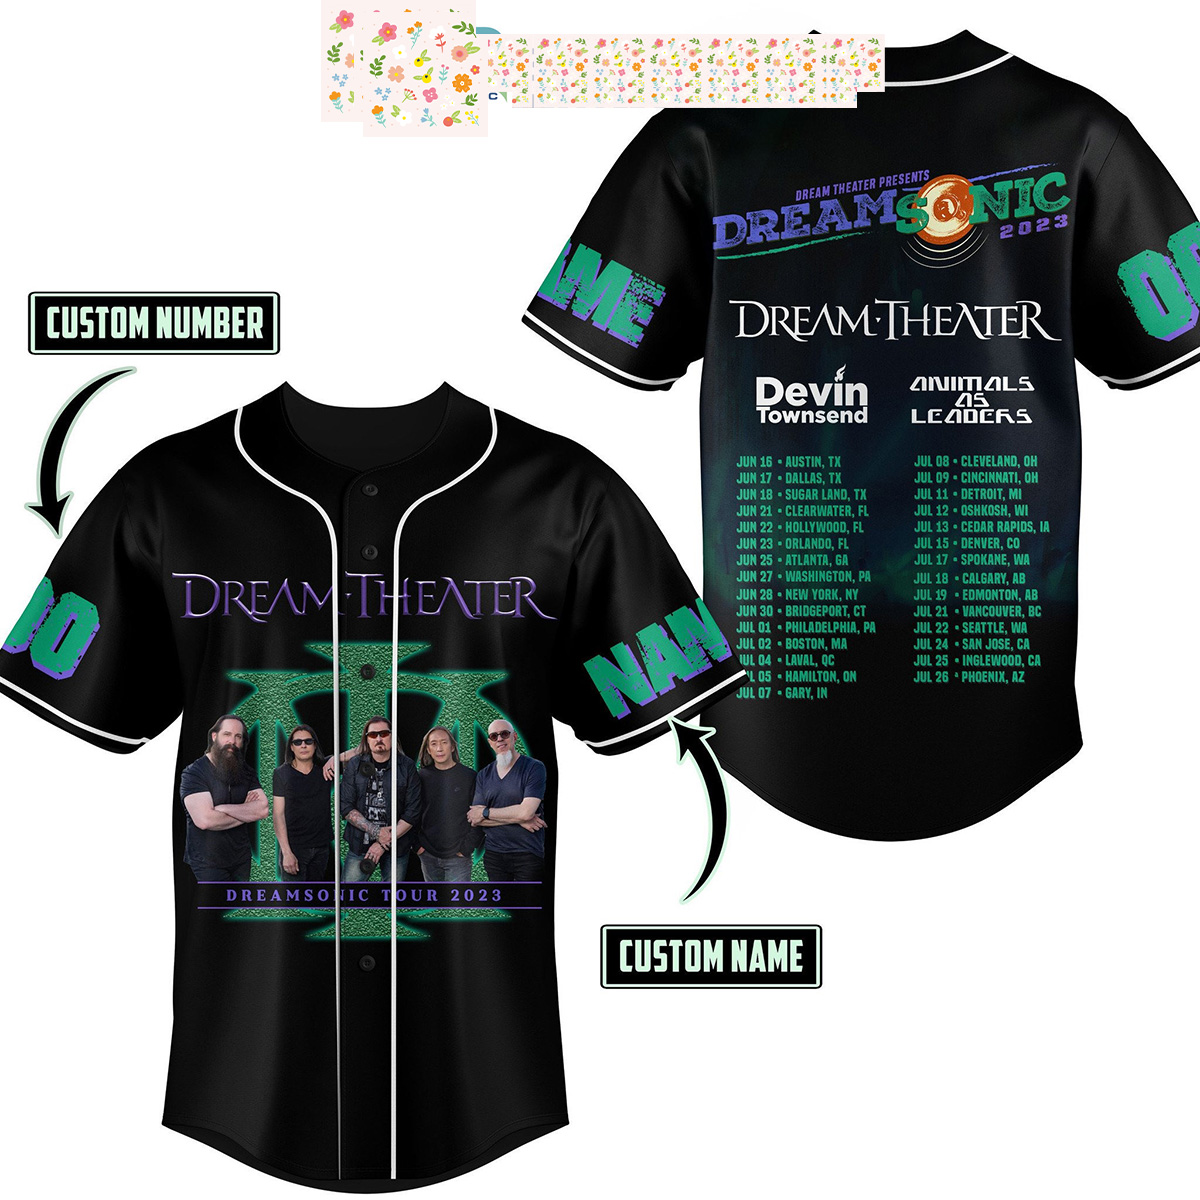 DREAM THEATER PRESENTS
DREAMSONIC
2023
AME
00
DREAM·THEATER
Devin
Townsend
ANIMALS
AS
LEADERS
JUN 16 • AUSTIN, TX
JUN 17 • DALLAS, TX
JUN 18 • SUGAR LAND, TX
JUN 21 • CLEARWATER, FL
JUN 22 • HOLLYWOOD, FL
JUN 23 • ORLANDO, FL
JUN 25 • ATLANTA, GA
JUN 27 • WASHINGTON, PA
JUN 28 • NEW YORK, NY
JUN 30 • BRIDGEPORT, CT
JUL 01 • PHILADELPHIA, PA
JUL 02 • BOSTON, MA
JUL 04 • LAVAL, QC
JUL 05 • HAMILTON, ON
JUL 07 • GARY, IN
JUL 08 • CLEVELAND, OH
JUL 09 • CINCINNATI, OH
JUL 11 • DETROIT, MI
JUL 12 • OSHKOSH, WI
JUL 13 • CEDAR RAPIDS, IA
JUL 15 • DENVER, CO
JUL 17 • SPOKANE, WA
JUL 18 • CALGARY, AB
JUL 19 • EDMONTON, AB
JUL 21 • VANCOUVER, BC
JUL 22 • SEATTLE, WA
JUL 24 • SAN JOSE, CA
JUL 25 • INGLEWOOD, CA
JUL 26 • PHOENIX, AZ
CUSTOM NUMBER
00
DREAM·THEATER
NAM
DREAMSONIC TOUR 2023
CUSTOM NAME